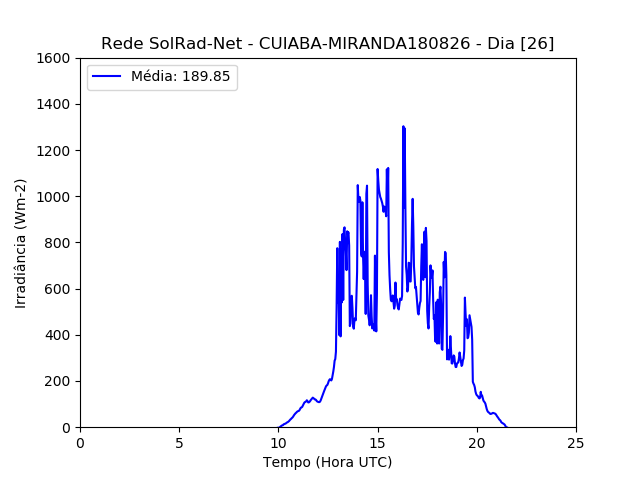 Rede SolRad-Net - CUIABA-MIRANDA180826 - Dia [26]
Média: 189.85
1600
1400
1200
1000
800
600
400
200
0
Irradiância (Wm-2)
0 5 10 15 20 25
Tempo (Hora UTC)